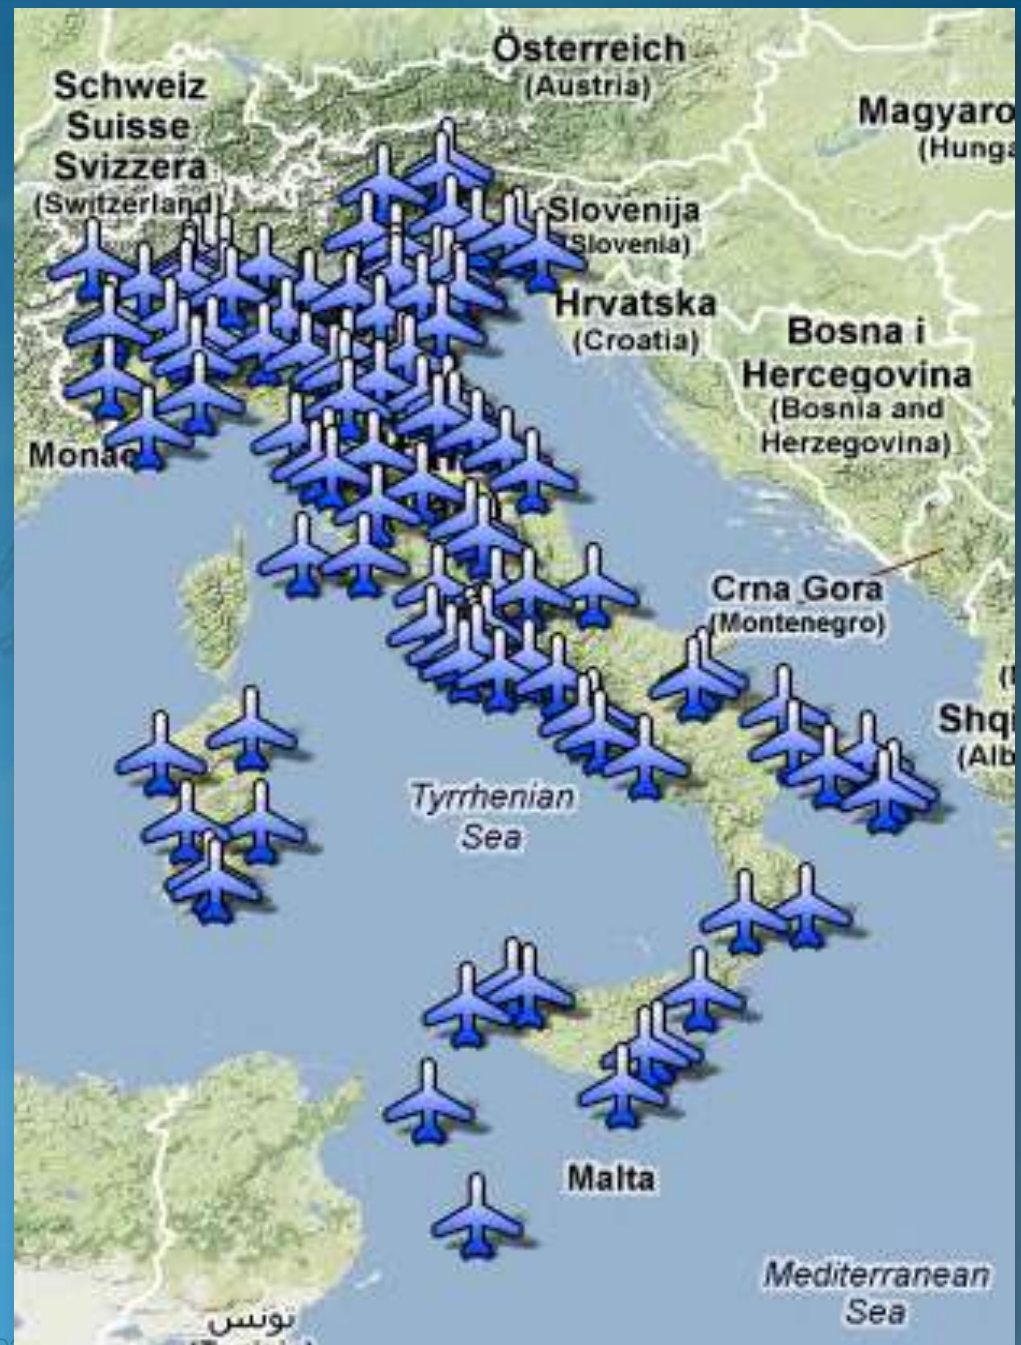 Österreich
(Austria)
Schweiz
Suisse
Svizzera
(Switzerland)
Magyaro
(Hunga
Slovenija
(Slovenia)
Hrvatska
(Croatia)
Bosna i
Hercegovina
(Bosnia and
Herzegovina)
Monac
Crna Gora
(Montenegro)
Shqi
(Alb
Tyrrhenian
Sea
Malta
Mediterranean
Sea
تونس